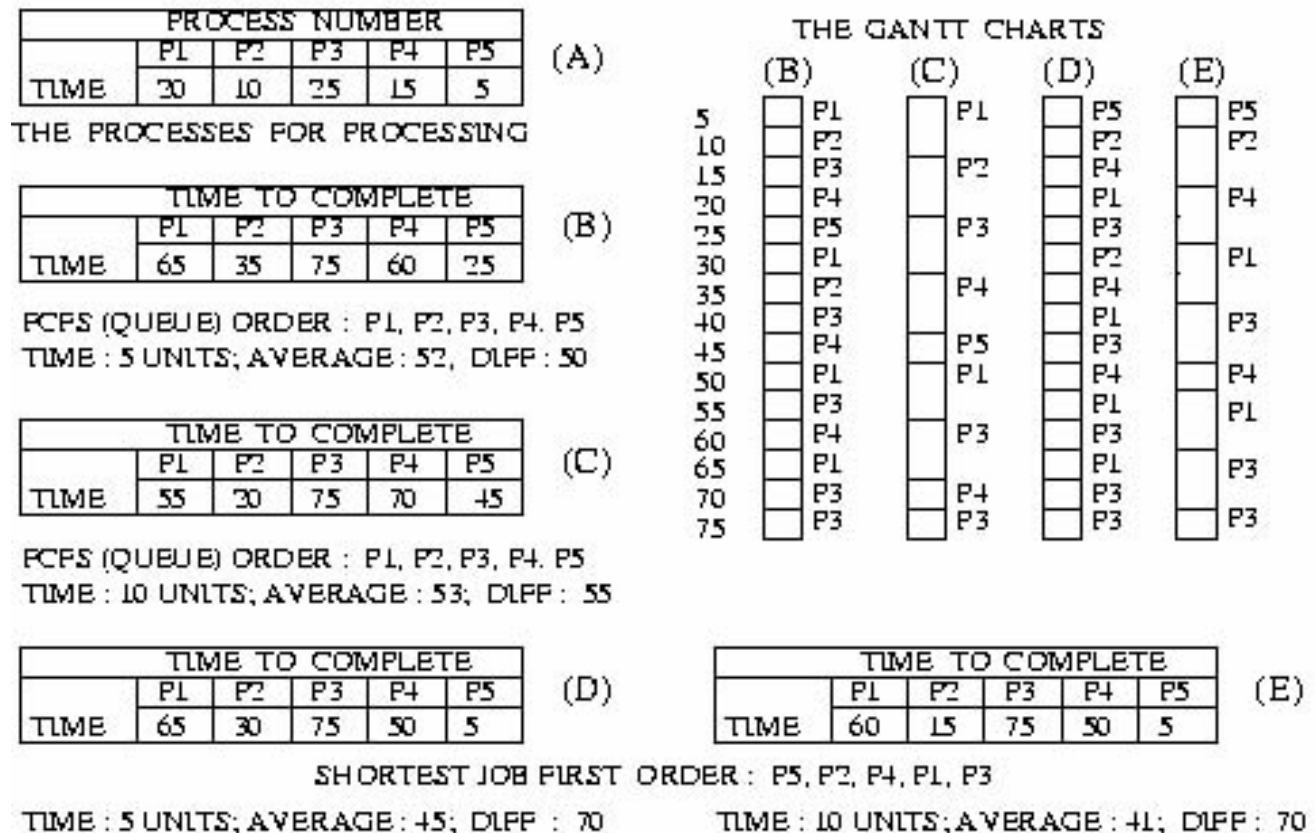 PROCESS NUMBER
P1 P2 P3 P4 P5
TIME 20 10 25 15 5
(A)
THE PROCESSES FOR PROCESSING
TIME TO COMPLETE
P1 P2 P3 P4 P5
TIME 65 35 75 60 25
(B)
FCFS (QUEUE) ORDER : P1, P2, P3, P4. P5
TIME : 5 UNITS; AVERAGE : 52, DIFF : 50
TIME TO COMPLETE
P1 P2 P3 P4 P5
TIME 55 20 75 70 45
(C)
FCFS (QUEUE) ORDER : P1, P2, P3, P4. P5
TIME : 10 UNITS; AVERAGE : 53; DIFF : 55
THE GANTT CHARTS
(B) (C) (D) (E)
5 P1 P1 P5 P5
10 P2 P2 P2
15 P3 P2 P4
20 P4 P1 P4
25 P5 P3 P3
30 P1 P2 P1
35 P2 P4 P4
40 P3 P1 P3
45 P4 P5 P3
50 P1 P1 P4 P4
55 P3 P1 P1
60 P4 P3 P3
65 P1 P1 P3
70 P3 P4 P3
75 P3 P3 P3 P3
TIME TO COMPLETE
P1 P2 P3 P4 P5
TIME 65 30 75 50 5
(D)
TIME TO COMPLETE
P1 P2 P3 P4 P5
TIME 60 15 75 50 5
(E)
SHORTEST JOB FIRST ORDER : P5, P2, P4, P1, P3
TIME : 5 UNITS; AVERAGE : 45; DIFF : 70
TIME : 10 UNITS; AVERAGE : 41; DIFF : 70